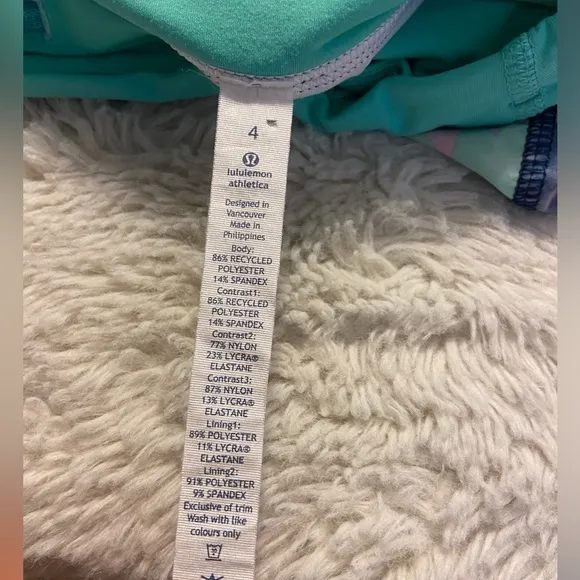 4
lululemon
athletica
Designed in
Vancouver
Made in
Philippines
Body:
86% RECYCLED
POLYESTER
14% SPANDEX
Contrast1:
86% RECYCLED
POLYESTER
14% SPANDEX
Contrast2:
77% NYLON
23% LYCRA®
ELASTANE
Contrast3:
87% NYLON
13% LYCRA®
ELASTANE
Lining1:
89% POLYESTER
11% LYCRA®
ELASTANE
Lining2:
91% POLYESTER
9% SPANDEX
Exclusive of trim
Wash with like
colours only